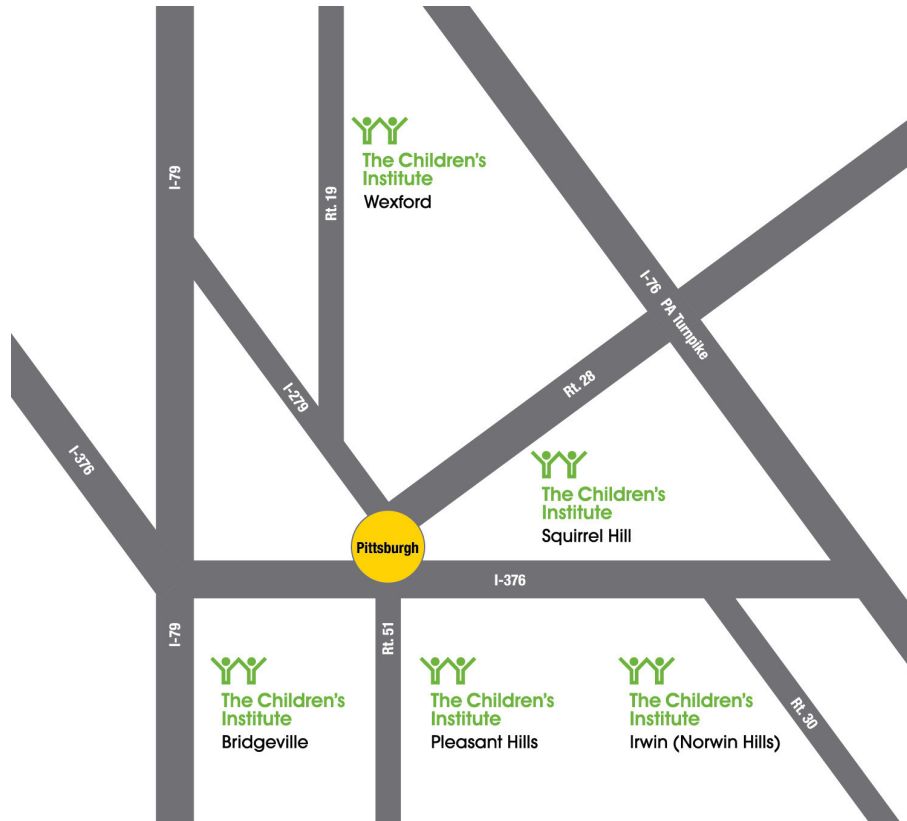 I-79
Rt. 19
The Children's
Institute
Wexford
I-76 PA Turnpike
I-279
Rt. 28
I-376
The Children's
Institute
Squirrel Hill
Pittsburgh
I-376
I-79
Rt. 51
The Children's
Institute
Bridgeville
The Children's
Institute
Pleasant Hills
The Children's
Institute
Irwin (Norwin Hills)
Rt. 30